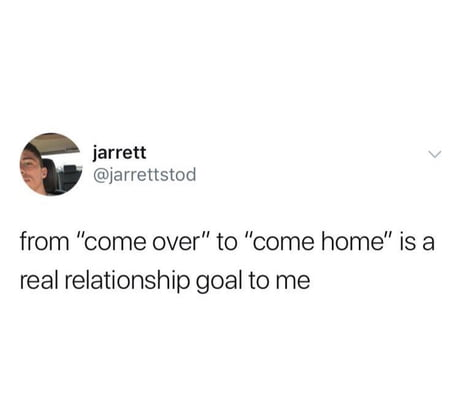 jarrett
@jarrettstod
from "come over" to "come home" is a
real relationship goal to me